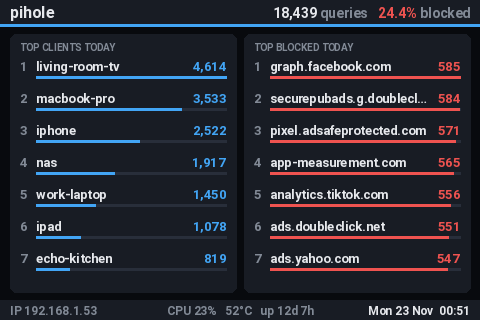 pihole 18,439 queries 24.4% blocked
TOP CLIENTS TODAY
1 living-room-tv 4,614
2 macbook-pro 3,533
3 iphone 2,522
4 nas 1,917
5 work-laptop 1,450
6 ipad 1,078
7 echo-kitchen 819
TOP BLOCKED TODAY
1 graph.facebook.com 585
2 securepubads.g.doublecl... 584
3 pixel.adsafeprotected.com 571
4 app-measurement.com 565
5 analytics.tiktok.com 556
6 ads.doubleclick.net 551
7 ads.yahoo.com 547
IP 192.168.1.53 CPU 23% 52°C up 12d 7h Mon 23 Nov 00:51